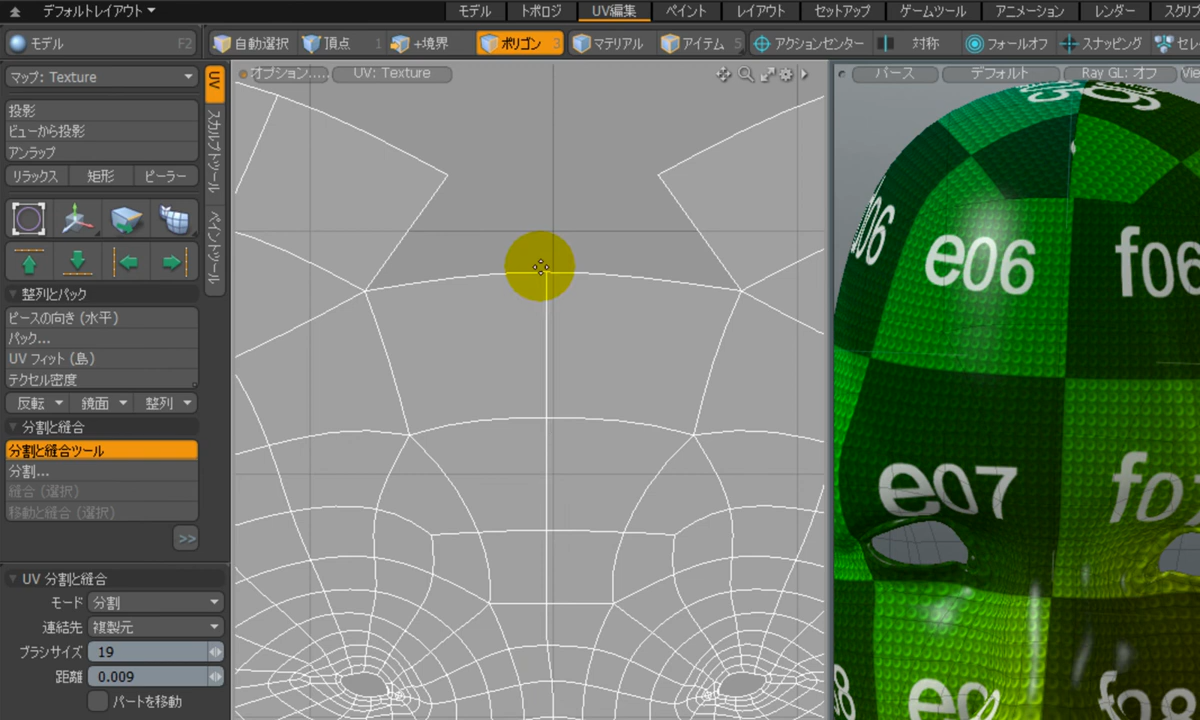 デフォルトレイアウト モデル トポロジ UV編集 ペイント レイアウト セットアップ ゲームツール アニメーション レンダー スクリプ
モデル F2 自動選択 頂点 1 +境界 ポリゴン 3 マテリアル アイテム 5 アクションセンター 対称 フォールオフ スナッピング セレ
マップ: Texture
投影
ビューから投影
アンラップ
リラックス 矩形 ピーラー
整列とパック
ピースの向き (水平)
パック...
UV フィット (島)
テクセル密度
反転 鏡面 整列
分割と縫合
分割と縫合ツール
分割...
縫合 (選択)
移動と縫合 (選択)
>>
UV 分割と縫合
モード 分割
連結先 複製元
ブラシサイズ 19
距離 0.009
パートを移動
UV
スカルプトツール
ペイントツール
オプション.... UV: Texture
パース デフォルト Ray GL: オフ Vie
e06 f06
e07